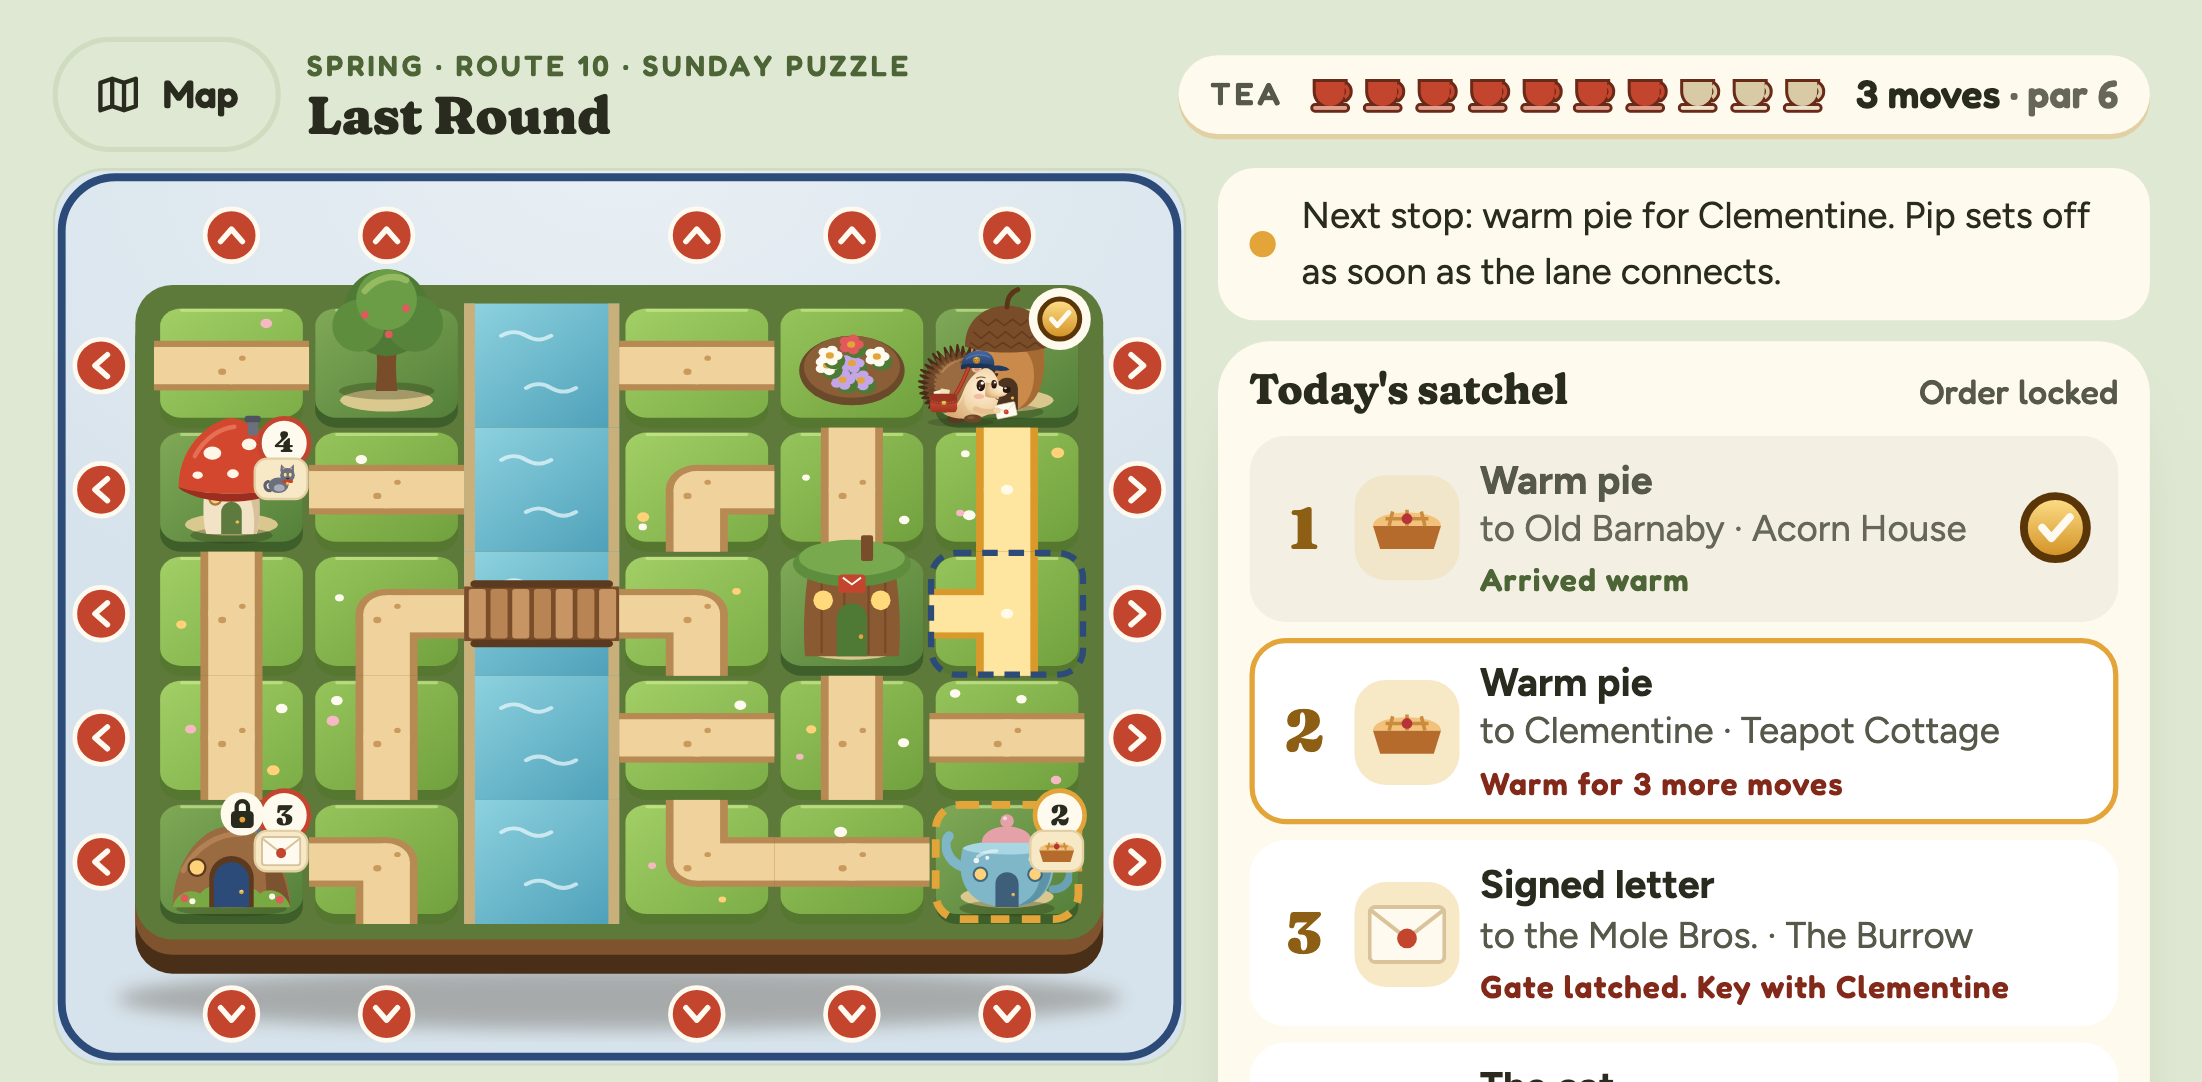 Map
SPRING · ROUTE 10 · SUNDAY PUZZLE
Last Round
TEA
3 moves · par 6
Next stop: warm pie for Clementine. Pip sets off
as soon as the lane connects.
4
3
2
Today's satchel
Order locked
1
Warm pie
to Old Barnaby · Acorn House
Arrived warm
2
Warm pie
to Clementine · Teapot Cottage
Warm for 3 more moves
3
Signed letter
to the Mole Bros. · The Burrow
Gate latched. Key with Clementine